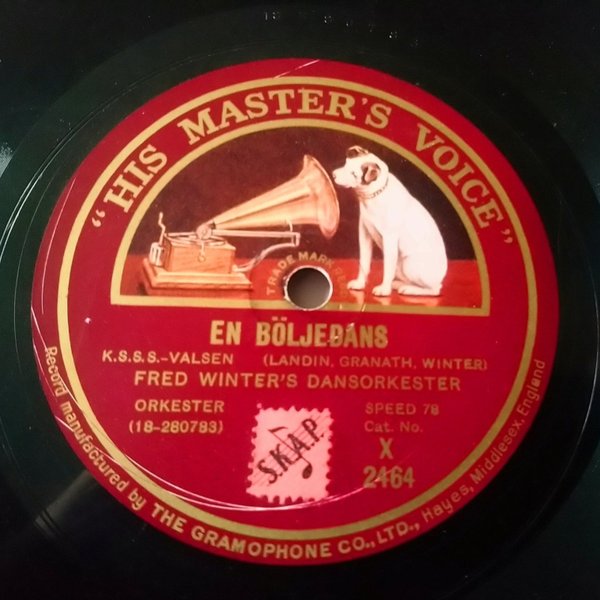 "HIS MASTER'S VOICE"
TRADE MARK
EN BÖLJEDANS
K.S.S.S.-VALSEN (LANDIN, GRANATH, WINTER)
FRED WINTER'S DANSORKESTER
ORKESTER SPEED 78
(18-280783) Cat. No.
X
2464
S.K.A.P.
Record manufactured by THE GRAMOPHONE CO., LTD., Hayes, Middlesex, England